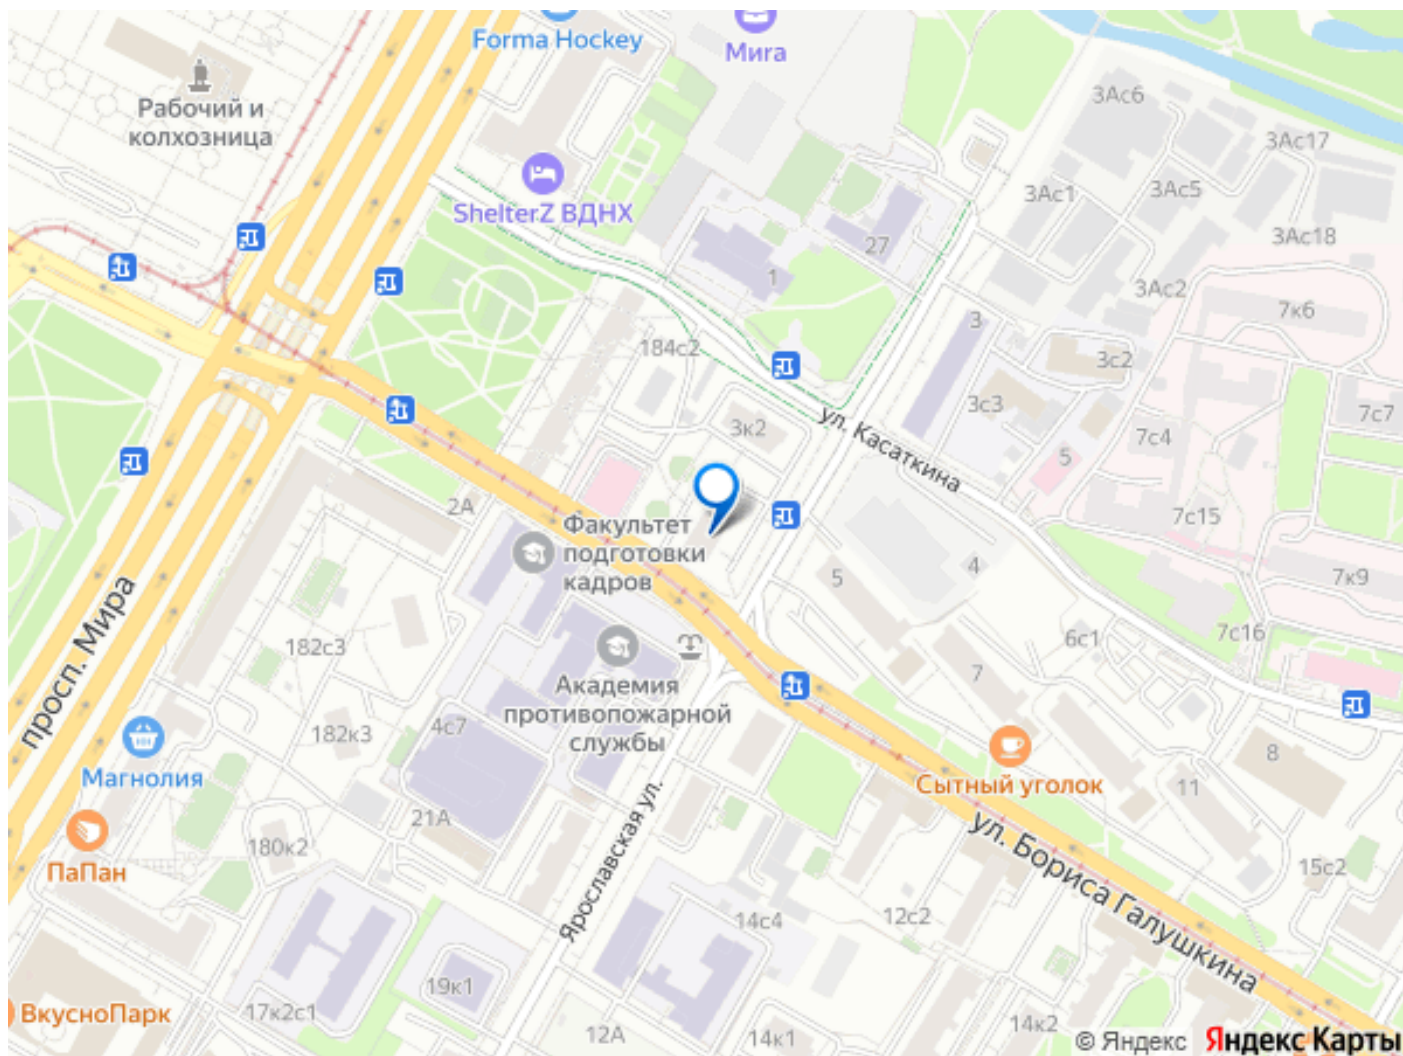 Forma Hockey
Мира
Рабочий и
колхозница
3Ас6
3Ас17
3Ас1
3Ас5
ShelterZ ВДНХ
27
3Ас18
1
3Ас2
7к6
3
184с2
3с2
3с3
7с7
3к2
ул. Касаткина
7с4
5
2А
7с15
Факультет
подготовки
кадров
5
4
7к9
просп. Мира
182с3
6с1
7с16
7
Академия
противопожарной
службы
4с7
182к3
8
Магнолия
Сытный уголок
11
21А
ул. Бориса Галушкина
180к2
Ярославская ул.
15с2
ПаПан
14с4
12с2
19к1
ВкусноПарк
17к2с1
12А
14к1
14к2
© Яндекс Яндекс Карты